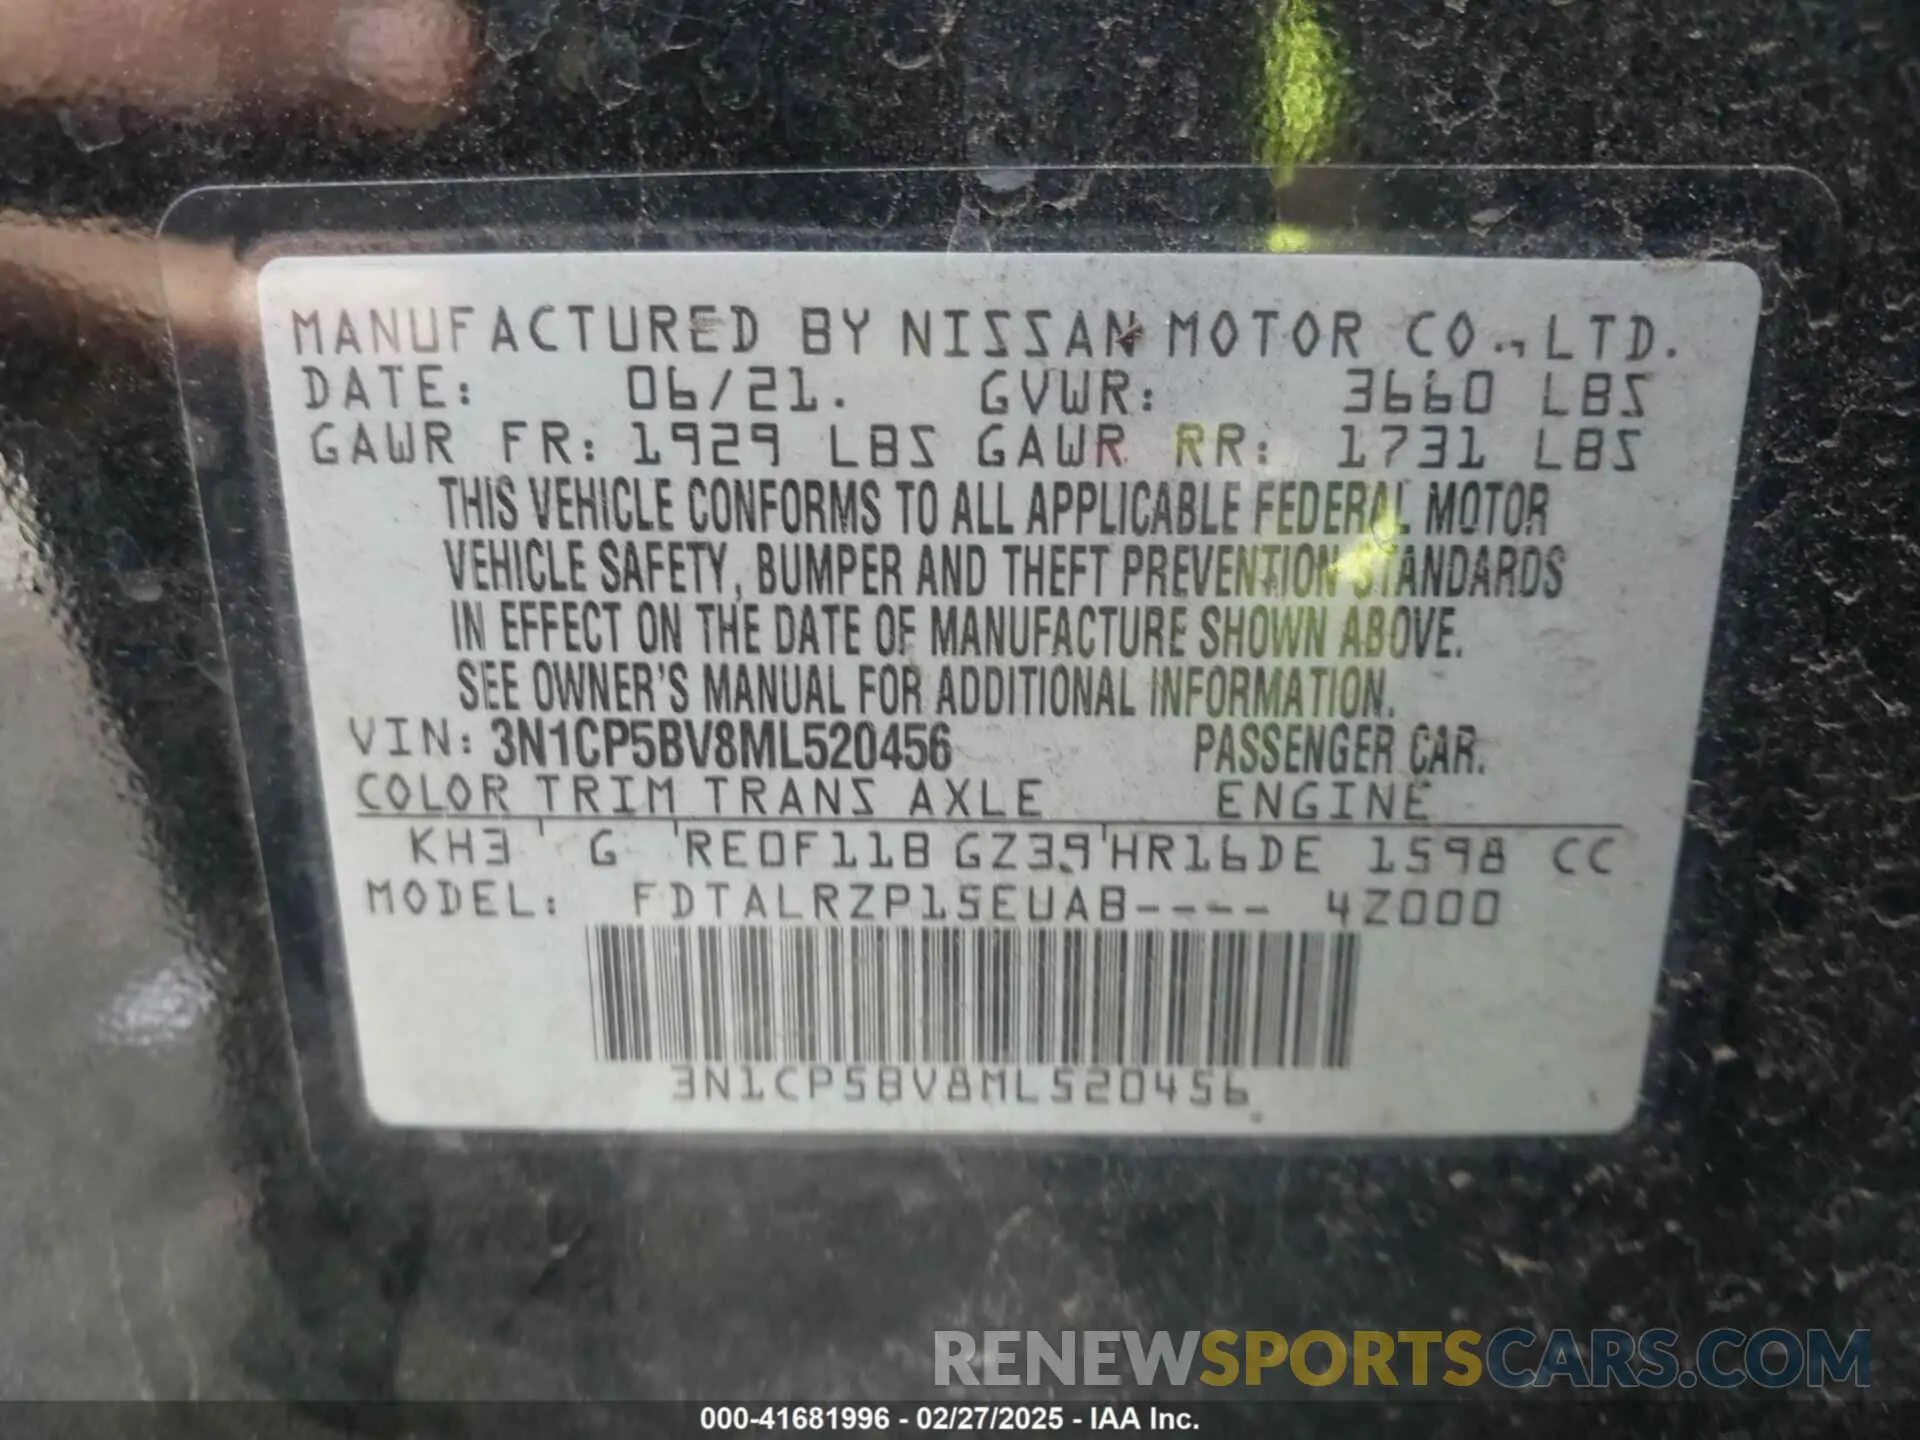 MANUFACTURED BY NISSAN MOTOR CO., LTD.
DATE: 06/21. GVWR: 3660 LBS
GAWR FR: 1929 LBS GAWR RR: 1731 LBS
THIS VEHICLE CONFORMS TO ALL APPLICABLE FEDERAL MOTOR
VEHICLE SAFETY, BUMPER AND THEFT PREVENTION STANDARDS
IN EFFECT ON THE DATE OF MANUFACTURE SHOWN ABOVE.
SEE OWNER'S MANUAL FOR ADDITIONAL INFORMATION.
VIN: 3N1CP5BV8ML520456 PASSENGER CAR.
COLOR TRIM TRANS AXLE ENGINE
KH3 ' G ' RE0F11B GZ39 ' HR16DE 1598 CC
MODEL: FDTALRZP15EUAB---- 4Z000
3N1CP5BV8ML520456
RENEWSPORTSCARS.COM
000-41681996 - 02/27/2025 - IAA Inc.